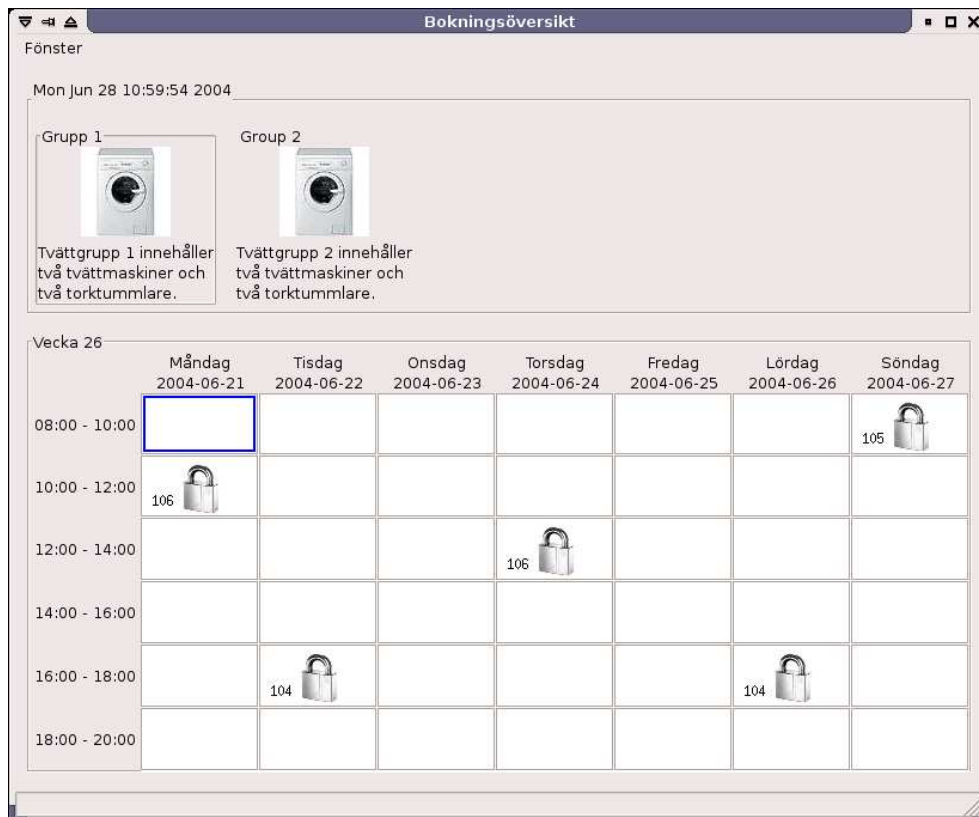 Bokningsöversikt
Fönster
Mon Jun 28 10:59:54 2004
Grupp 1
Group 2
Tvättgrupp 1 innehåller
två tvättmaskiner och
två torktummlare.
Tvättgrupp 2 innehåller
två tvättmaskiner och
två torktummlare.
Vecka 26
Måndag Tisdag Onsdag Torsdag Fredag Lördag Söndag
2004-06-21 2004-06-22 2004-06-23 2004-06-24 2004-06-25 2004-06-26 2004-06-27
08:00 - 10:00 105
10:00 - 12:00 106
12:00 - 14:00 106
14:00 - 16:00
16:00 - 18:00 104 104
18:00 - 20:00